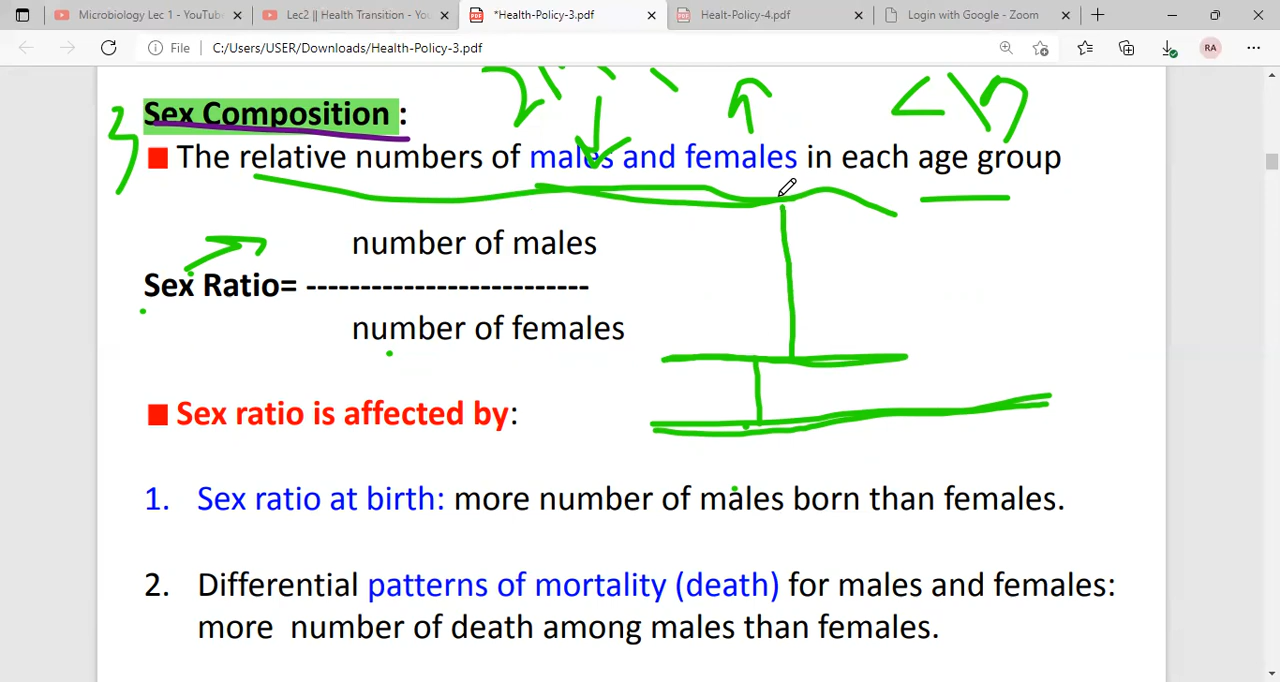 Microbiology Lec 1 - YouTub
Lec2 || Health Transition - Yo
*Health-Policy-3.pdf
Healt-Policy-4.pdf
Login with Google - Zoom
File C:/Users/USER/Downloads/Health-Policy-3.pdf
RA
Sex Composition :
The relative numbers of males and females in each age group
number of males
Sex Ratio= --------------------------
number of females
Sex ratio is affected by:
1. Sex ratio at birth: more number of males born than females.
2. Differential patterns of mortality (death) for males and females:
more number of death among males than females.